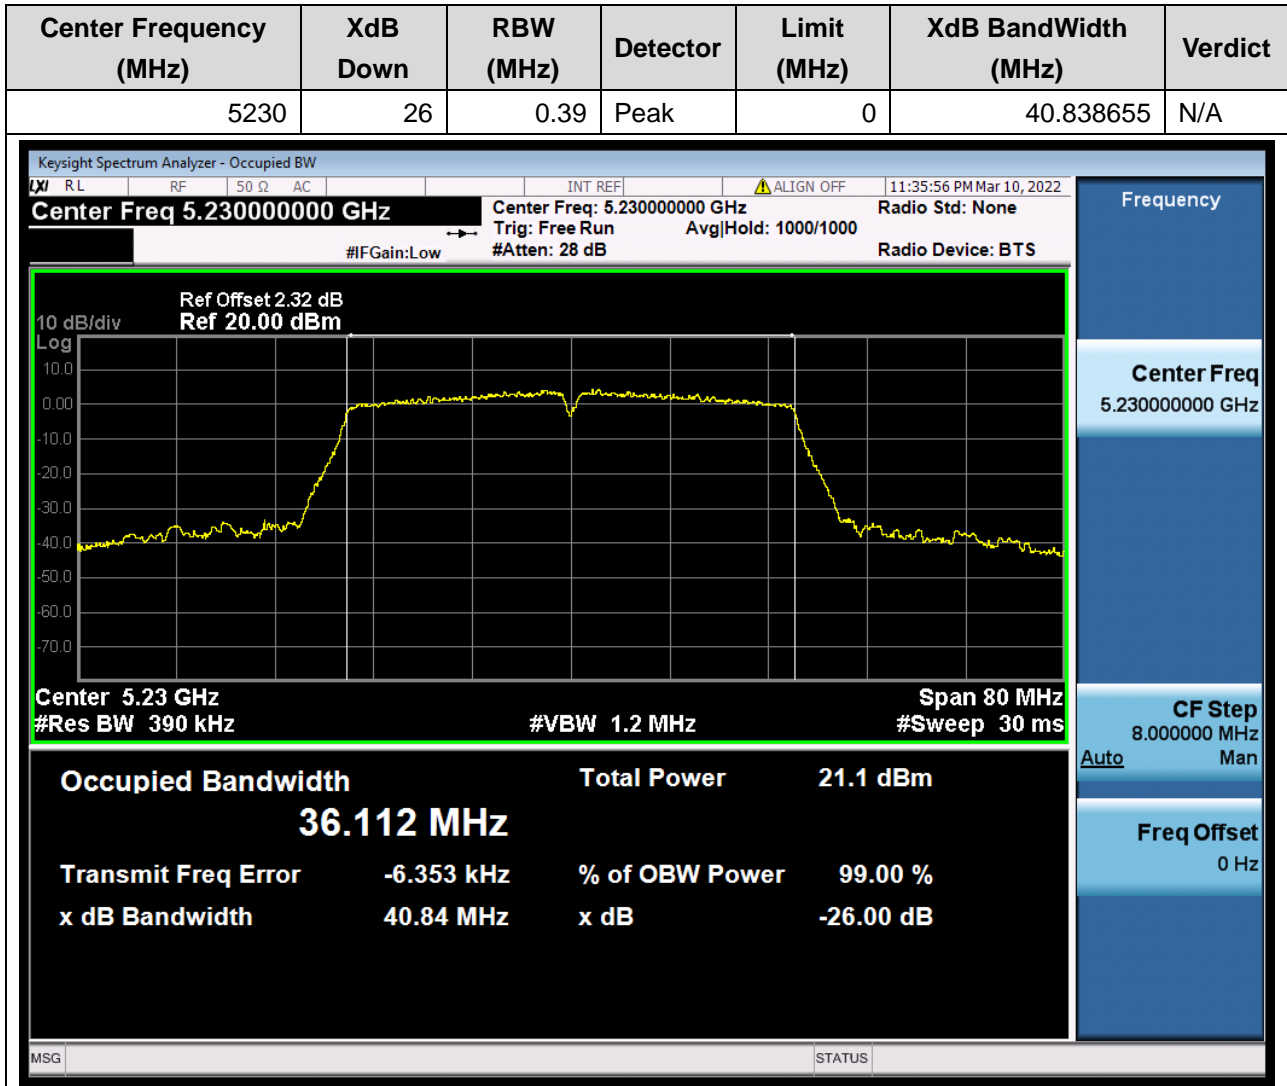 Center Frequency (MHz) XdB Down RBW (MHz) Detector Limit (MHz) XdB BandWidth (MHz) Verdict
5230 26 0.39 Peak 0 40.838655 N/A
Keysight Spectrum Analyzer - Occupied BW
LXI RL RF 50 Ω AC INT REF ALIGN OFF 11:35:56 PM Mar 10, 2022
Center Freq 5.230000000 GHz Center Freq: 5.230000000 GHz Radio Std: None
Trig: Free Run Avg|Hold: 1000/1000
#IFGain:Low #Atten: 28 dB Radio Device: BTS
Ref Offset 2.32 dB
10 dB/div Ref 20.00 dBm
Log
10.0
0.00
-10.0
-20.0
-30.0
-40.0
-50.0
-60.0
-70.0
Center 5.23 GHz Span 80 MHz
#Res BW 390 kHz #VBW 1.2 MHz #Sweep 30 ms
Occupied Bandwidth Total Power 21.1 dBm
36.112 MHz
Transmit Freq Error -6.353 kHz % of OBW Power 99.00 %
x dB Bandwidth 40.84 MHz x dB -26.00 dB
Frequency
Center Freq
5.230000000 GHz
CF Step
8.000000 MHz
Auto Man
Freq Offset
0 Hz
MSG STATUS